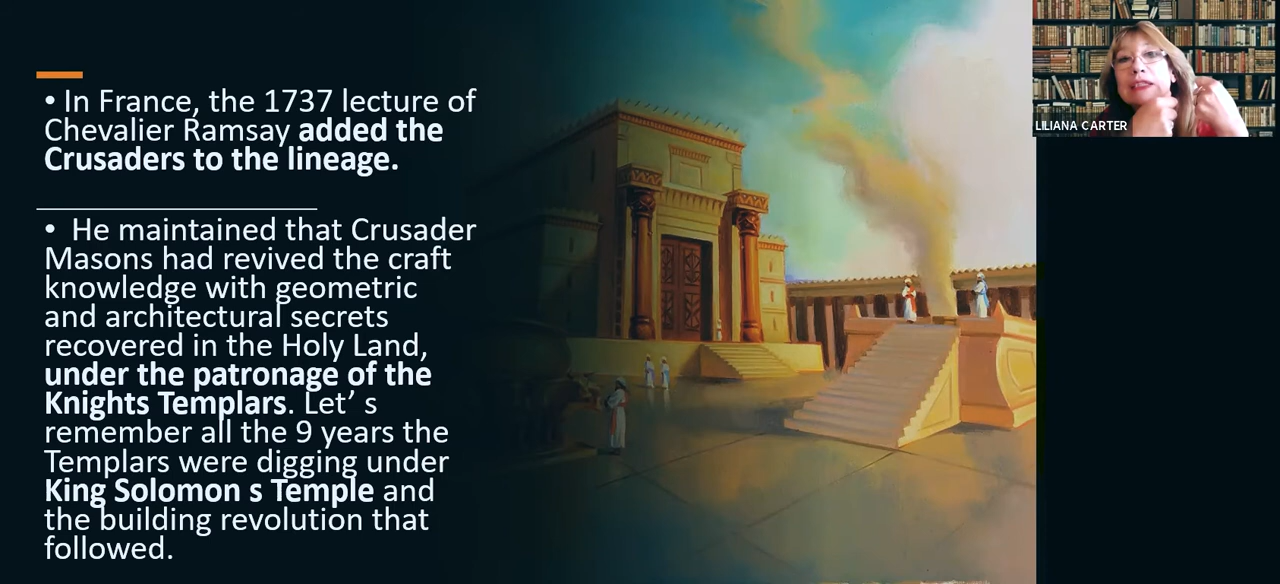 • In France, the 1737 lecture of
Chevalier Ramsay added the
Crusaders to the lineage.
• He maintained that Crusader
Masons had revived the craft
knowledge with geometric
and architectural secrets
recovered in the Holy Land,
under the patronage of the
Knights Templars. Let’ s
remember all the 9 years the
Templars were digging under
King Solomon s Temple and
the building revolution that
followed.
LILIANA CARTER